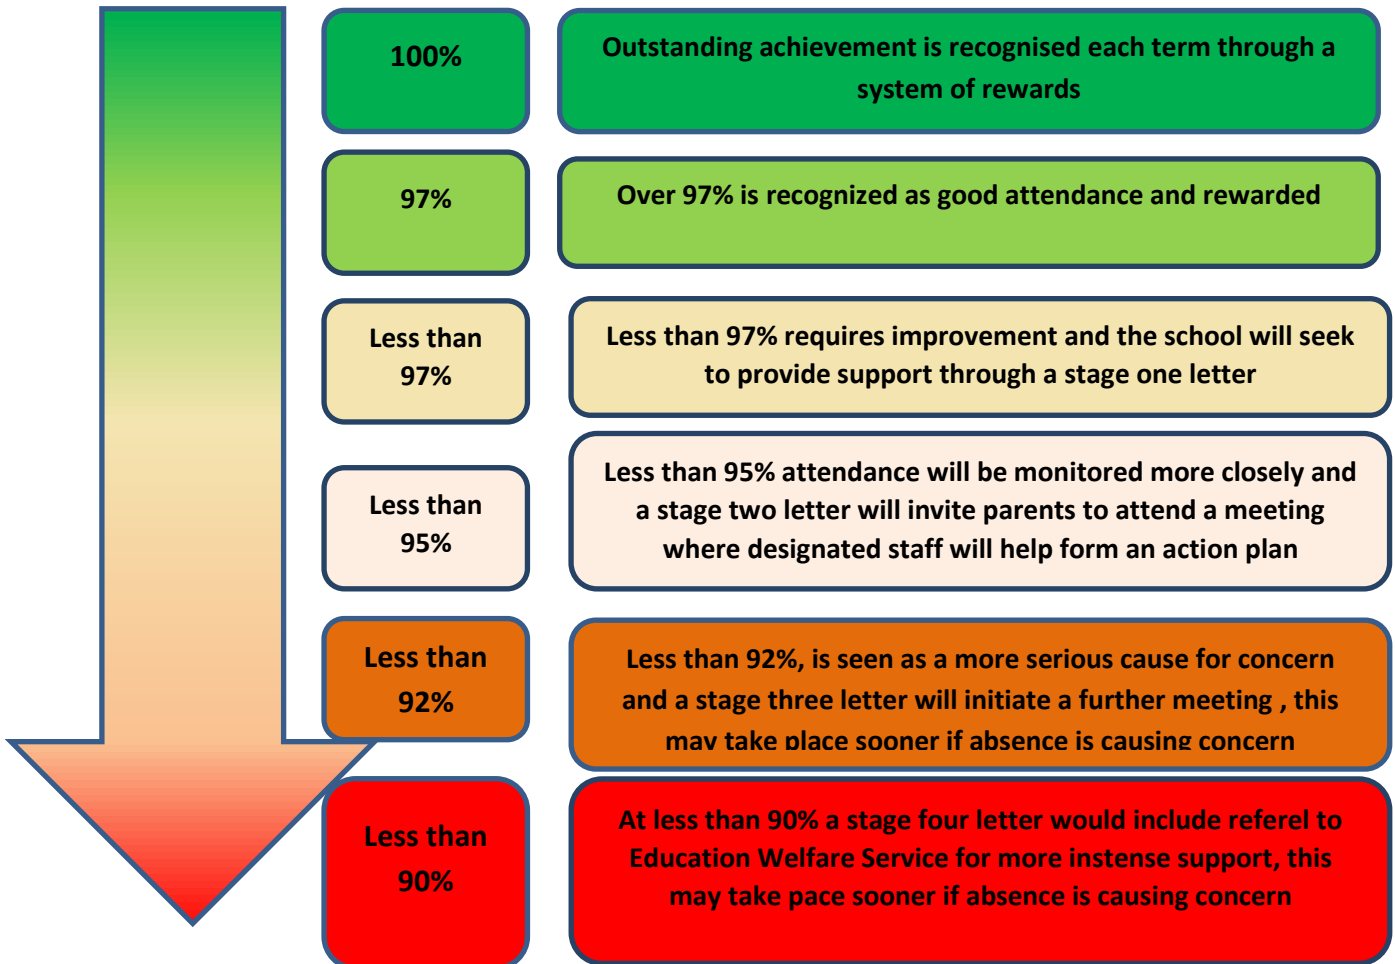 100%
Outstanding achievement is recognised each term through a
system of rewards
97%
Over 97% is recognized as good attendance and rewarded
Less than
97%
Less than 97% requires improvement and the school will seek
to provide support through a stage one letter
Less than
95%
Less than 95% attendance will be monitored more closely and
a stage two letter will invite parents to attend a meeting
where designated staff will help form an action plan
Less than
92%
Less than 92%, is seen as a more serious cause for concern
and a stage three letter will initiate a further meeting , this
may take place sooner if absence is causing concern
Less than
90%
At less than 90% a stage four letter would include referel to
Education Welfare Service for more instense support, this
may take pace sooner if absence is causing concern